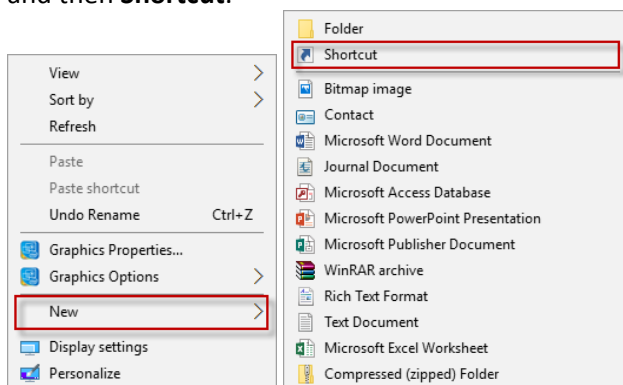 and then Shortcut.
View
Sort by
Refresh
Paste
Paste shortcut
Undo Rename Ctrl+Z
Graphics Properties...
Graphics Options
New
Display settings
Personalize
Folder
Shortcut
Bitmap image
Contact
Microsoft Word Document
Journal Document
Microsoft Access Database
Microsoft PowerPoint Presentation
Microsoft Publisher Document
WinRAR archive
Rich Text Format
Text Document
Microsoft Excel Worksheet
Compressed (zipped) Folder